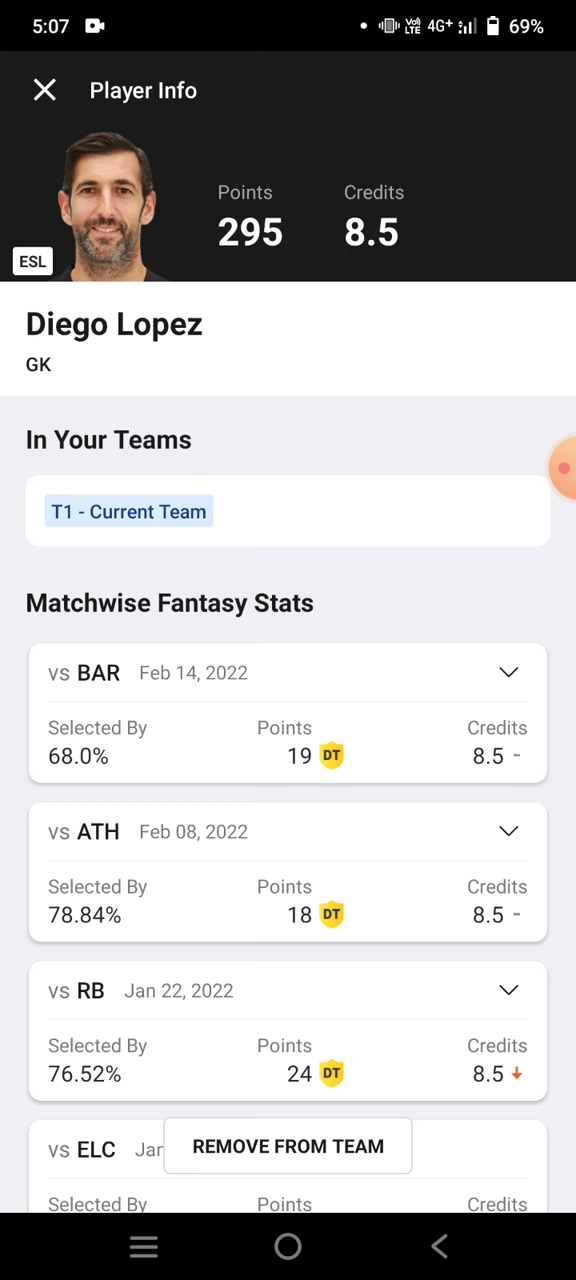 5:07 Vo) LTE 4G+ 69%
Player Info
Points Credits
295 8.5
ESL
Diego Lopez
GK
In Your Teams
T1 - Current Team
Matchwise Fantasy Stats
vs BAR Feb 14, 2022
Selected By Points Credits
68.0% 19 DT 8.5 -
vs ATH Feb 08, 2022
Selected By Points Credits
78.84% 18 DT 8.5 -
vs RB Jan 22, 2022
Selected By Points Credits
76.52% 24 DT 8.5
vs ELC Jan
REMOVE FROM TEAM
Selected By Points Credits